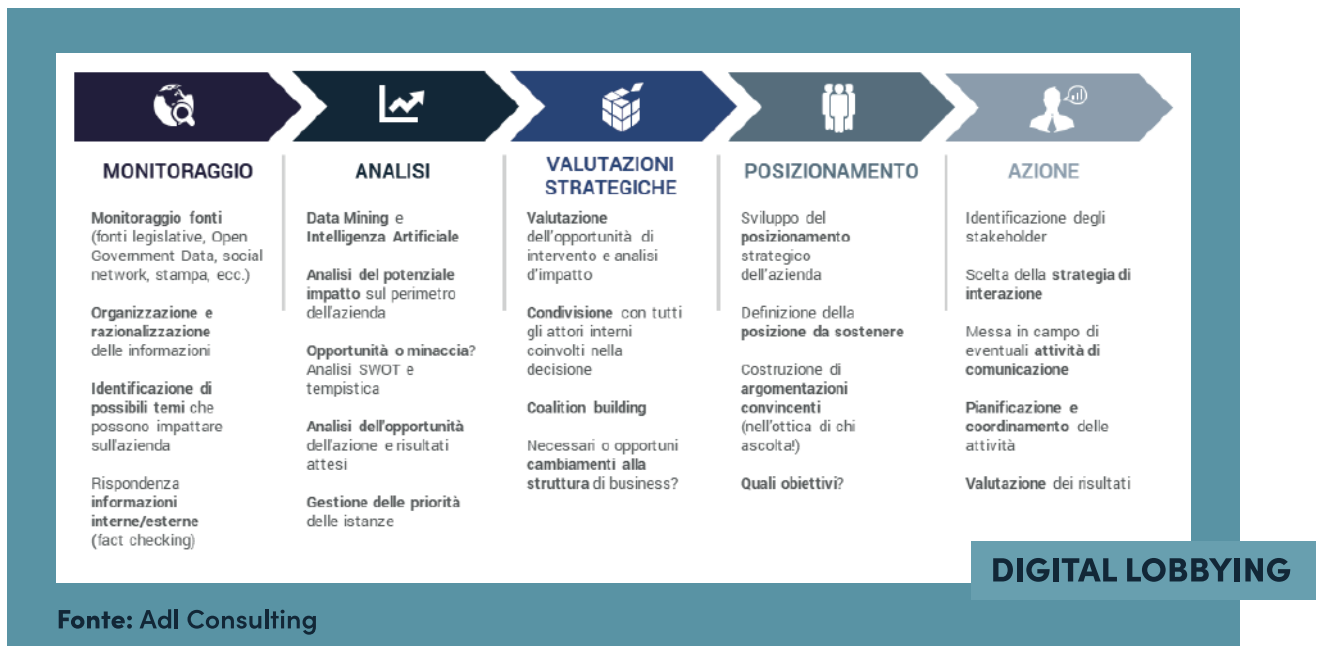 MONITORAGGIO
Monitoraggio fonti
(fonti legislative, Open
Government Data, social
network, stampa, ecc.)
Organizzazione e
razionalizzazione
delle informazioni
Identificazione di
possibili temi che
possono impattare
sull'azienda
Rispondenza
informazioni
interne/esterne
(fact checking)
ANALISI
Data Mining e
Intelligenza Artificiale
Analisi del potenziale
impatto sul perimetro
dell'azienda
Opportunità o minaccia?
Analisi SWOT e
tempistica
Analisi dell'opportunità
dell'azione e risultati
attesi
Gestione delle priorità
delle istanze
VALUTAZIONI
STRATEGICHE
Valutazione
dell'opportunità di
intervento e analisi
d'impatto
Condivisione con tutti
gli attori interni
coinvolti nella
decisione
Coalition building
Necessari o opportuni
cambiamenti alla
struttura di business?
POSIZIONAMENTO
Sviluppo del
posizionamento
strategico
dell'azienda
Definizione della
posizione da sostenere
Costruzione di
argomentazioni
convincenti
(nell'ottica di chi
ascolta!)
Quali obiettivi?
AZIONE
Identificazione degli
stakeholder
Scelta della strategia di
interazione
Messa in campo di
eventuali attività di
comunicazione
Pianificazione e
coordinamento delle
attività
Valutazione dei risultati
DIGITAL LOBBYING
Fonte: Adl Consulting